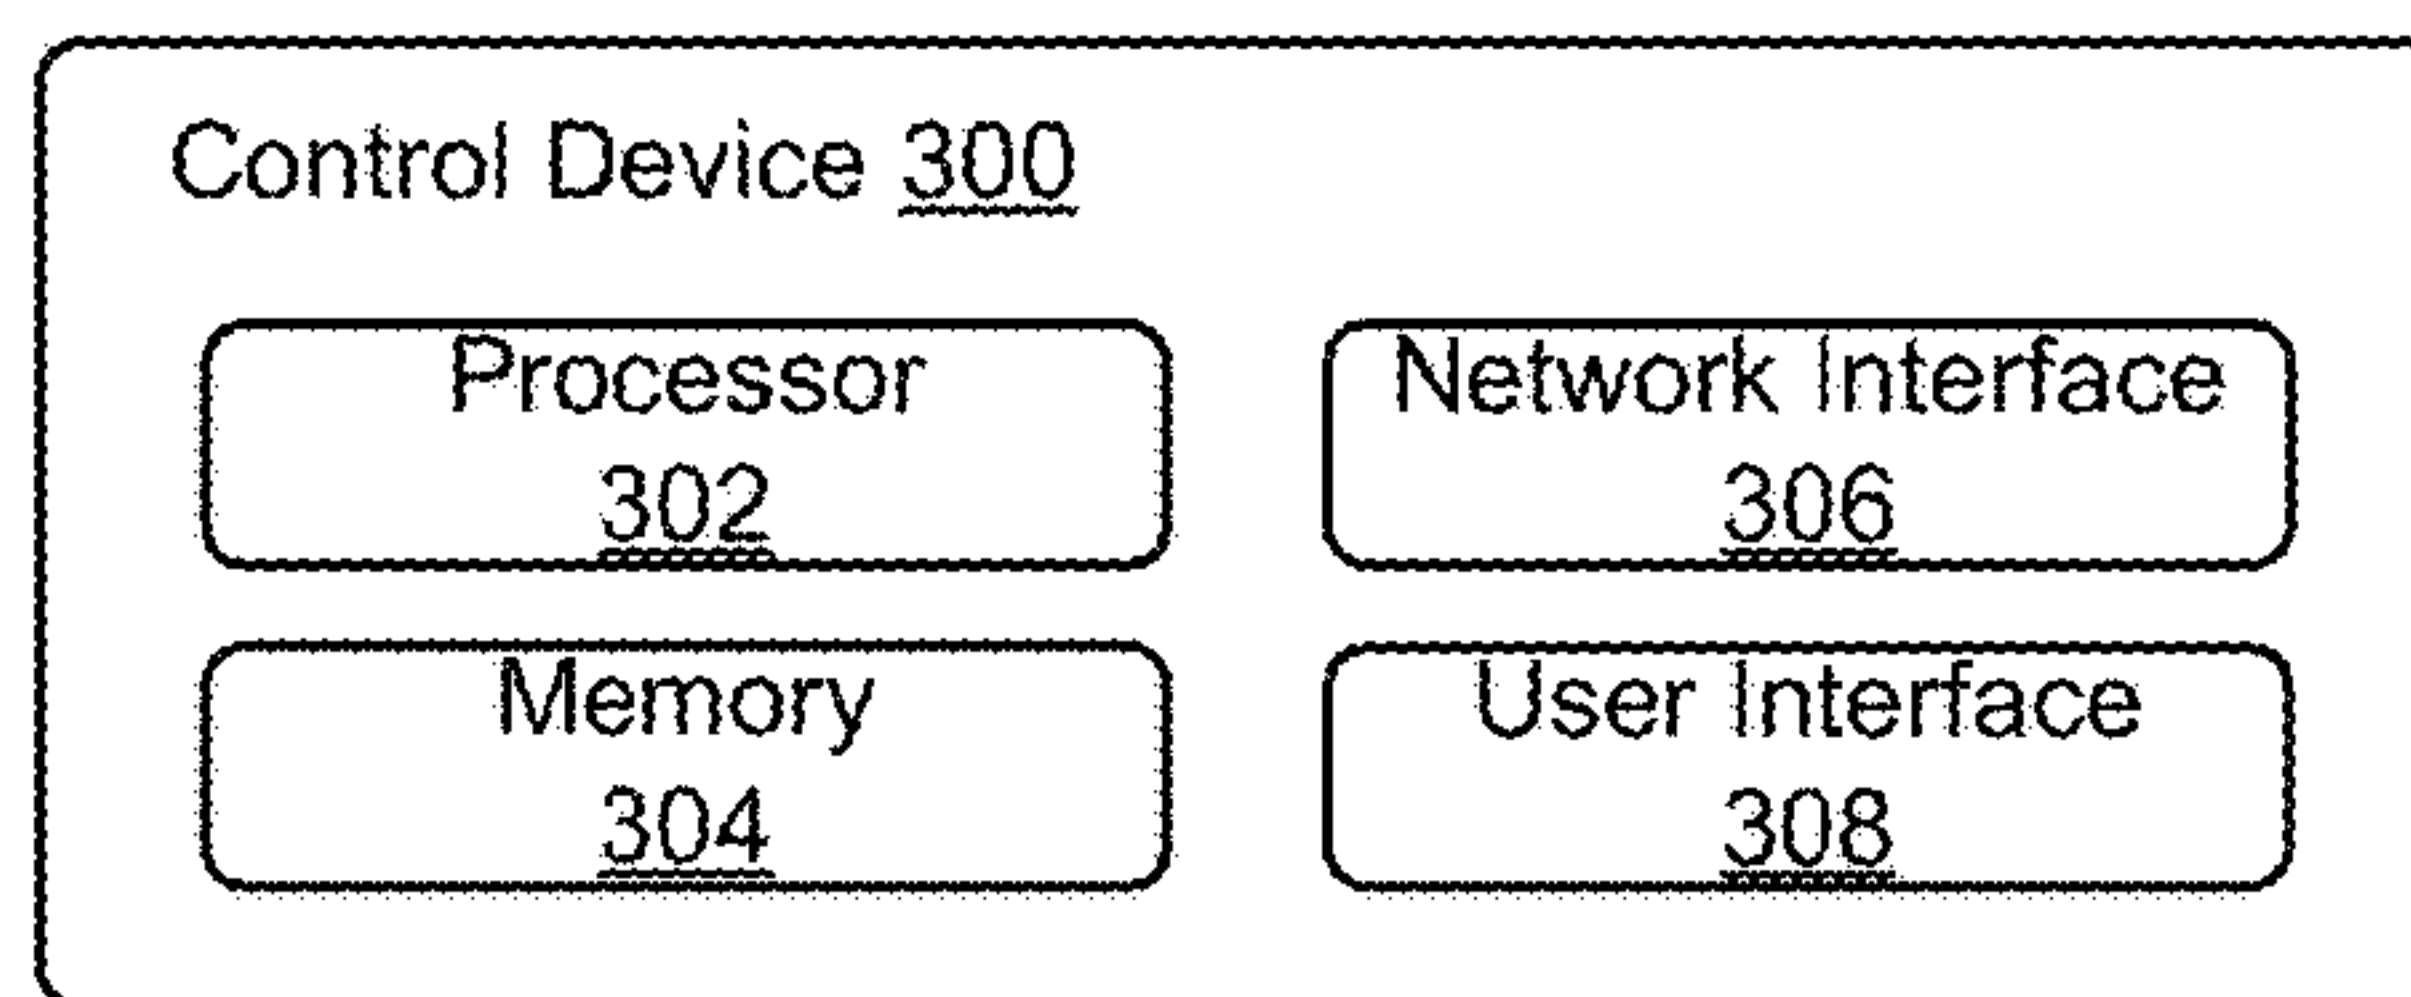 Control Device 300
Processor
302
Network Interface
306
Memory
304
User Interface
308